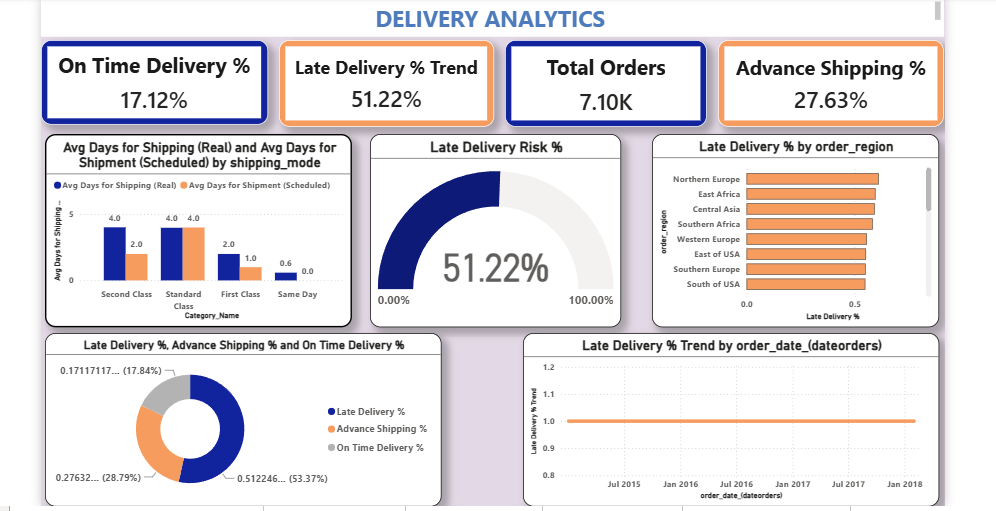 DELIVERY ANALYTICS
On Time Delivery %
17.12%
Late Delivery % Trend
51.22%
Total Orders
7.10K
Advance Shipping %
27.63%
Avg Days for Shipping (Real) and Avg Days for
Shipment (Scheduled) by shipping_mode
Avg Days for Shipping (Real)
Avg Days for Shipment (Scheduled)
Avg Days for Shipping ...
5
0
4.0
2.0
4.0
4.0
2.0
1.0
0.6
0.0
Second Class
Standard
Class
First Class
Same Day
Category_Name
Late Delivery Risk %
51.22%
0.00%
100.00%
Late Delivery % by order_region
order_region
Northern Europe
East Africa
Central Asia
Southern Africa
Western Europe
East of USA
Southern Europe
South of USA
0.0
0.5
Late Delivery %
Late Delivery %, Advance Shipping % and On Time Delivery %
0.17117117... (17.84%)
0.27632... (28.79%)
0.512246... (53.37%)
Late Delivery %
Advance Shipping %
On Time Delivery %
Late Delivery % Trend by order_date_(dateorders)
Late Delivery % Trend
1.2
1.1
1.0
0.9
0.8
Jul 2015
Jan 2016
Jul 2016
Jan 2017
Jul 2017
Jan 2018
order_date_(dateorders)